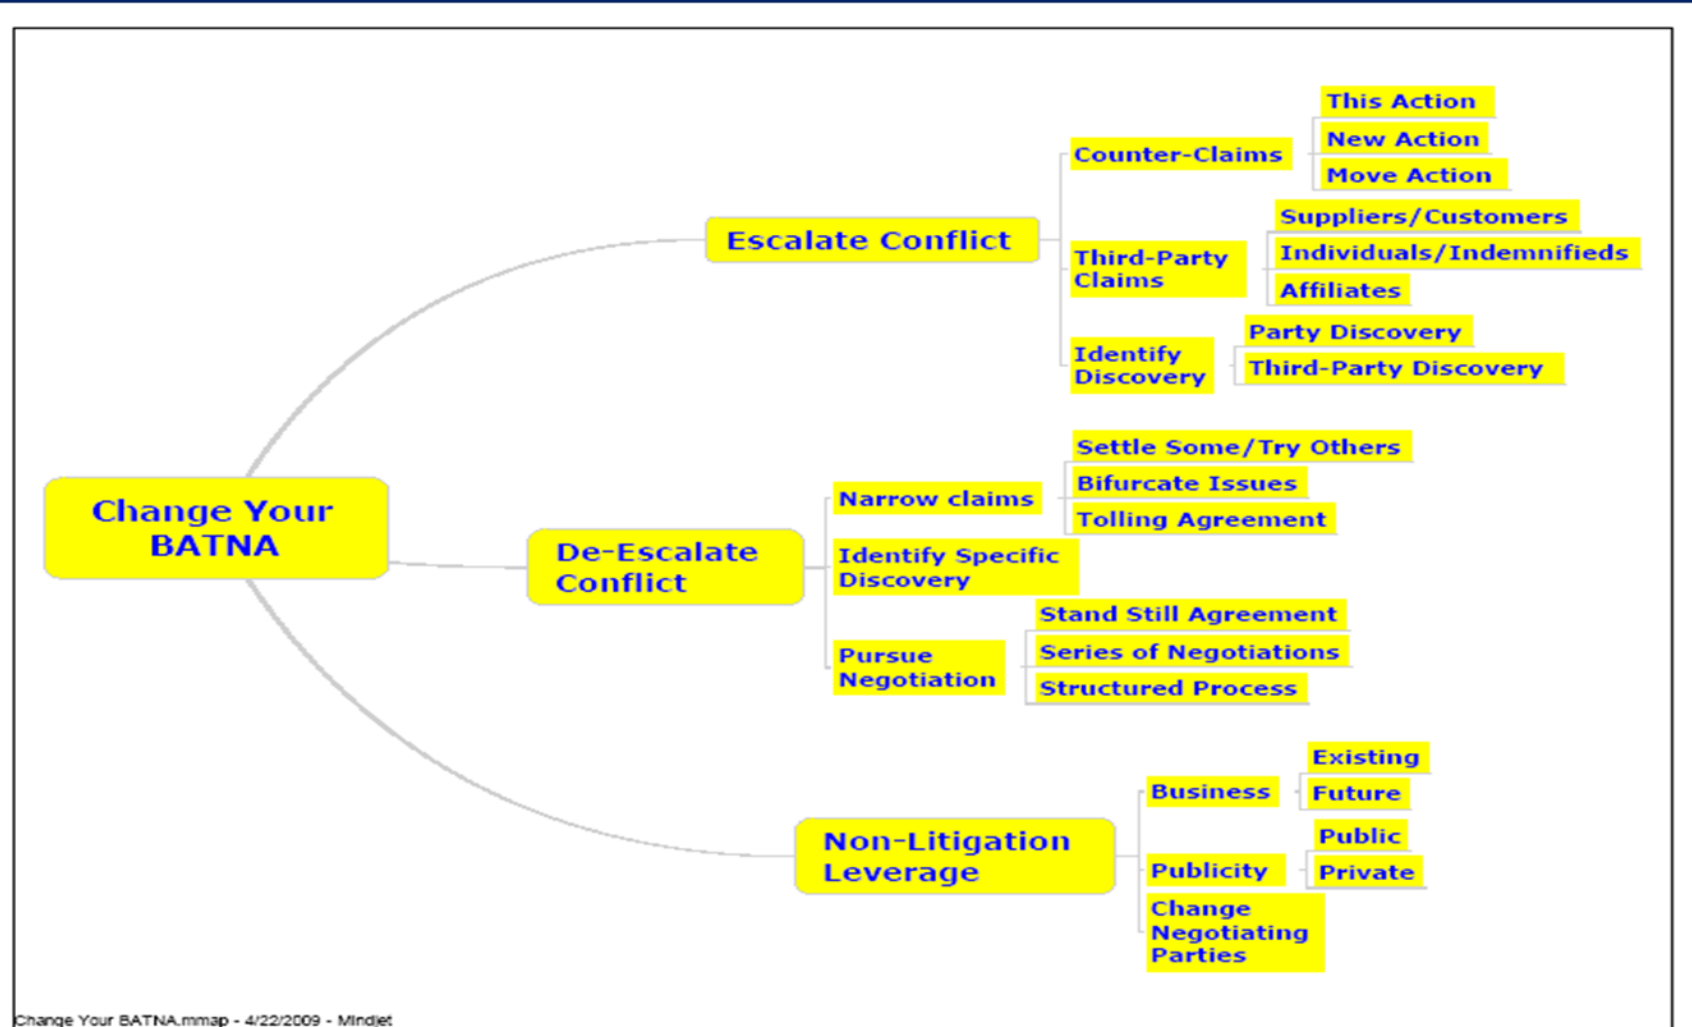 Change Your
BATNA
Escalate Conflict
Counter-Claims
This Action
New Action
Move Action
Third-Party
Claims
Suppliers/Customers
Individuals/Indemnifieds
Affiliates
Identify
Discovery
Party Discovery
Third-Party Discovery
De-Escalate
Conflict
Narrow claims
Settle Some/Try Others
Bifurcate Issues
Tolling Agreement
Identify Specific
Discovery
Pursue
Negotiation
Stand Still Agreement
Series of Negotiations
Structured Process
Non-Litigation
Leverage
Business
Existing
Future
Publicity
Public
Private
Change
Negotiating
Parties
Change Your BATNA.mmap - 4/22/2009 - Mindjet